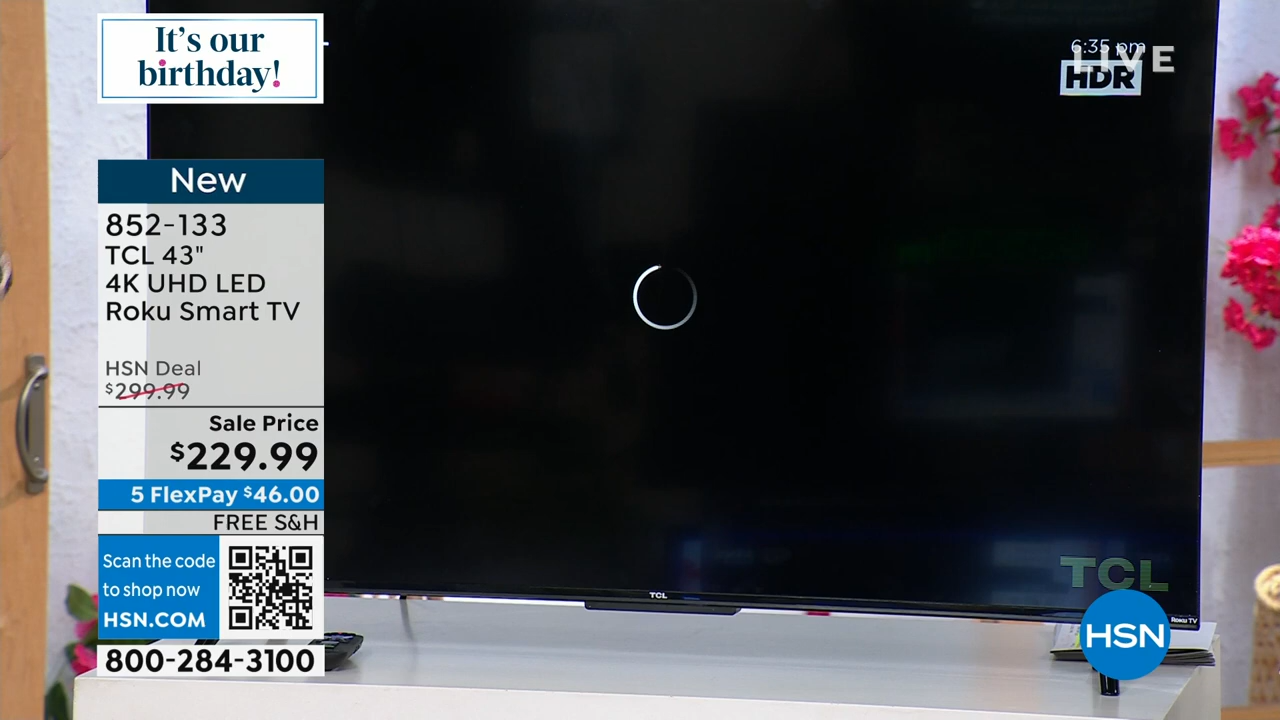 It's our
birthday!
6:35 pm
LIVE
HDR
New
852-133
TCL 43"
4K UHD LED
Roku Smart TV
HSN Deal
$299.99
Sale Price
$229.99
5 FlexPay $46.00
FREE S&H
Scan the code
to shop now
HSN.COM
800-284-3100
TCL
TCL
Roku TV
HSN